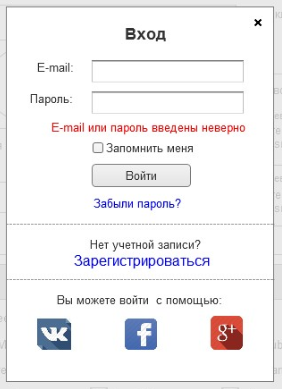 Вход
E-mail:
Пароль:
E-mail или пароль введены неверно
Запомнить меня
Войти
Забыли пароль?
Нет учетной записи?
Зарегистрироваться
Вы можете войти с помощью:
f
g+